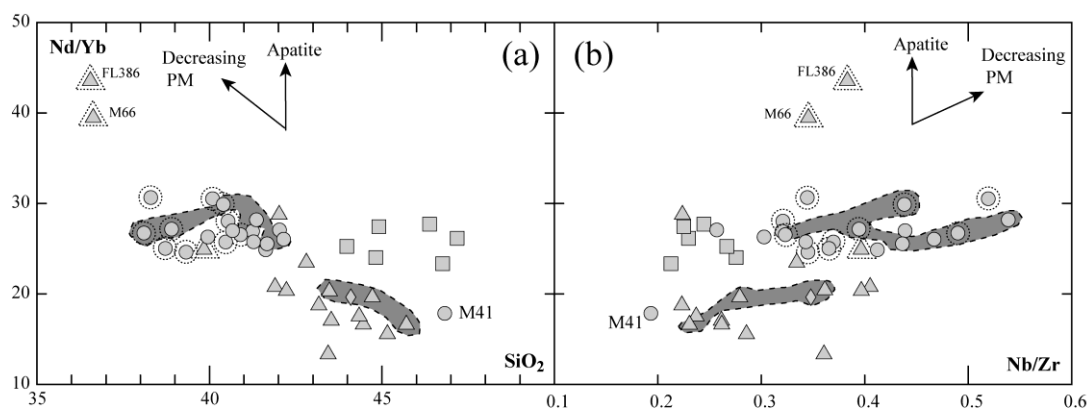 50
40
30
20
10
Nd/Yb
FL386
M66
Decreasing
PM
Apatite
(a)
M41
SiO2
35
40
45
(b)
Apatite
Decreasing
PM
FL386
M66
M41
Nb/Zr
0.1
0.2
0.3
0.4
0.5
0.6